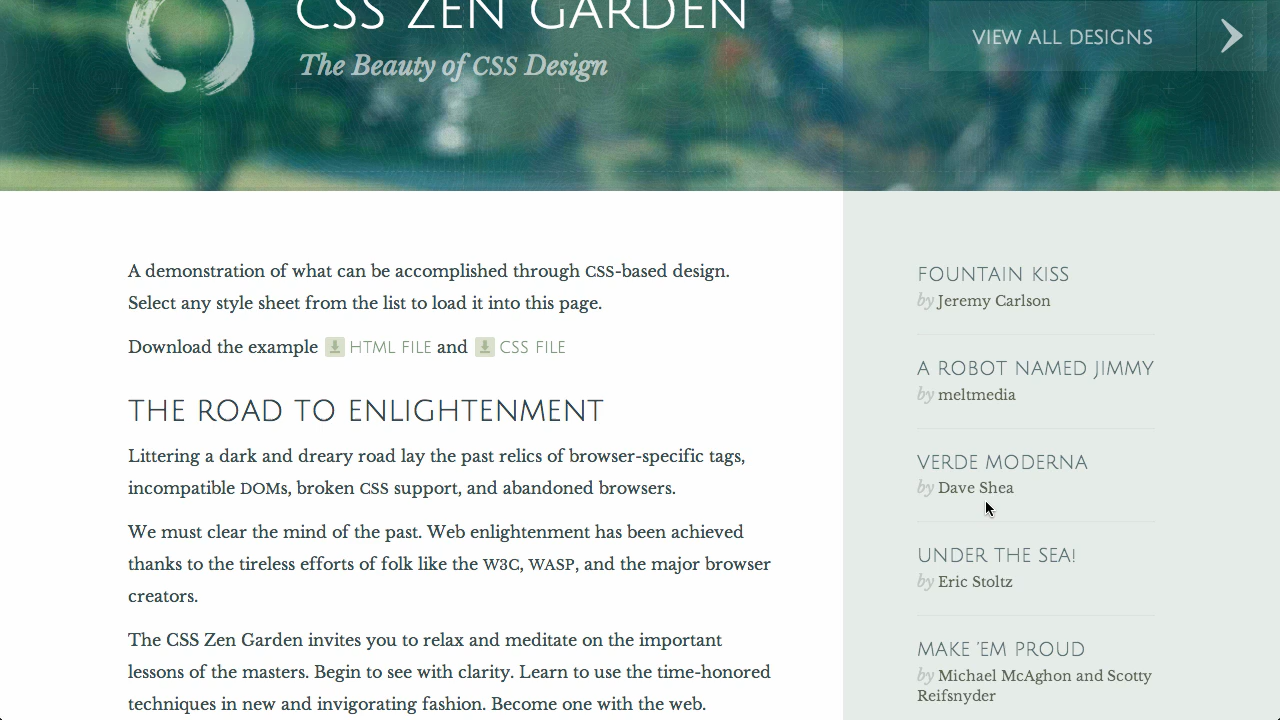 CSS ZEN GARDEN
The Beauty of CSS Design
VIEW ALL DESIGNS
A demonstration of what can be accomplished through CSS-based design.
Select any style sheet from the list to load it into this page.
Download the example HTML FILE and CSS FILE
THE ROAD TO ENLIGHTENMENT
Littering a dark and dreary road lay the past relics of browser-specific tags,
incompatible DOMs, broken CSS support, and abandoned browsers.
We must clear the mind of the past. Web enlightenment has been achieved
thanks to the tireless efforts of folk like the W3C, WASP, and the major browser
creators.
The CSS Zen Garden invites you to relax and meditate on the important
lessons of the masters. Begin to see with clarity. Learn to use the time-honored
techniques in new and invigorating fashion. Become one with the web.
FOUNTAIN KISS
by Jeremy Carlson
A ROBOT NAMED JIMMY
by meltmedia
VERDE MODERNA
by Dave Shea
UNDER THE SEA!
by Eric Stoltz
MAKE 'EM PROUD
by Michael McAghon and Scotty
Reifsnyder